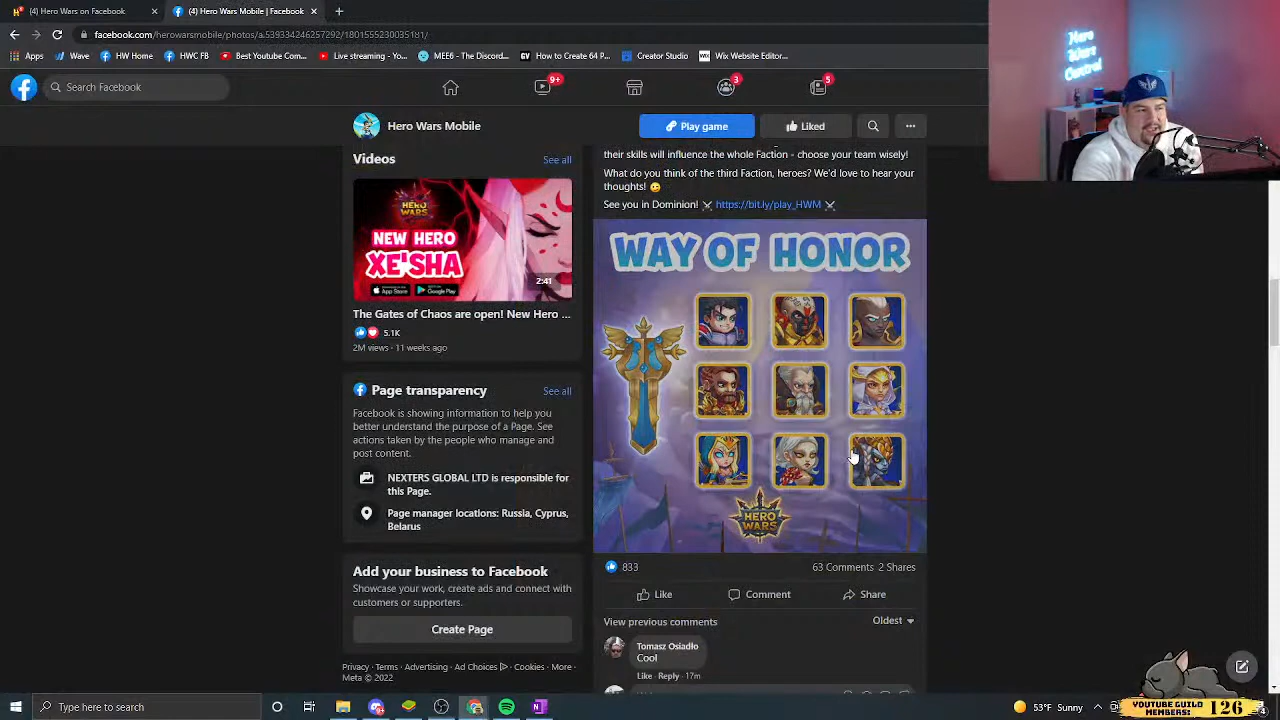 (4) Hero Wars on Facebook
(4) Hero Wars Mobile | Facebook
facebook.com/herowarsmobile/photos/a.539334246257292/1801555230035181/
Apps
Wave
HW Home
HWC FB
Best Youtube Com...
Live streaming - Yo...
MEE6 - The Discord...
How to Create 64 P...
Creator Studio
WIX
Wix Website Editor...
Search Facebook
9+
3
5
Hero Wars Mobile
Play game
Liked
Videos
See all
HERO WARS
NEW HERO
XE'SHA
App Store
Google Play
2:41
The Gates of Chaos are open! New Hero ...
5.1K
2M views · 11 weeks ago
Page transparency
See all
Facebook is showing information to help you
better understand the purpose of a Page. See
actions taken by the people who manage and
post content.
NEXTERS GLOBAL LTD is responsible for
this Page.
Page manager locations: Russia, Cyprus,
Belarus
Add your business to Facebook
Showcase your work, create ads and connect with
customers or supporters.
Create Page
Privacy · Terms · Advertising · Ad Choices · Cookies · More ·
Meta © 2022
their skills will influence the whole Faction - choose your team wisely!
What do you think of the third Faction, heroes? We'd love to hear your
thoughts!
See you in Dominion! https://bit.ly/play_HWM
WAY OF HONOR
HERO
WARS
833
63 Comments 2 Shares
Like
Comment
Share
View previous comments
Oldest
Tomasz Osiadło
Cool
Like · Reply · 17m
Hero
Wars
Central
Type here to search
53°F Sunny
YOUTUBE GUILD
MEMBERS: 126